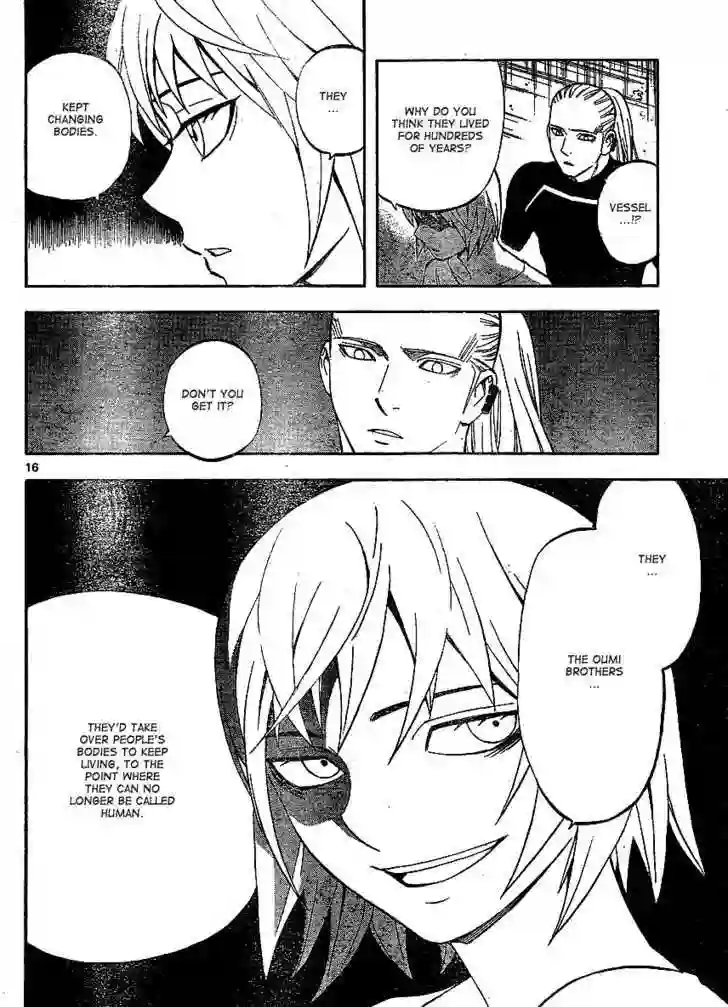 VESSEL
...!?
WHY DO YOU
THINK THEY LIVED
FOR HUNDREDS
OF YEARS?
THEY
...
KEPT
CHANGING
BODIES.
DON'T YOU
GET IT?
16
THEY
...
THE OUMI
BROTHERS
...
THEY'D TAKE
OVER PEOPLE'S
BODIES TO KEEP
LIVING, TO THE
POINT WHERE
THEY CAN NO
LONGER BE CALLED
HUMAN.